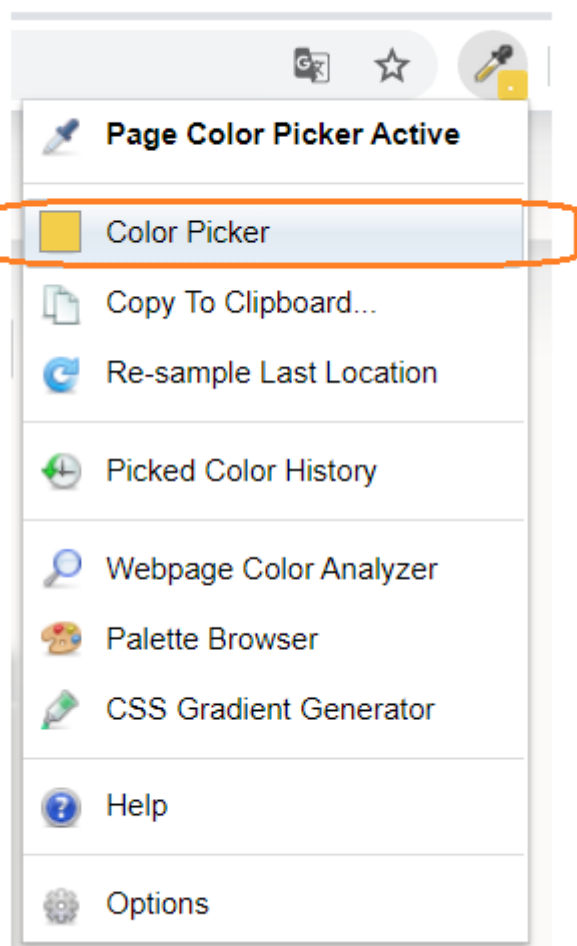 Page Color Picker Active
Color Picker
Copy To Clipboard...
Re-sample Last Location
Picked Color History
Webpage Color Analyzer
Palette Browser
CSS Gradient Generator
Help
Options